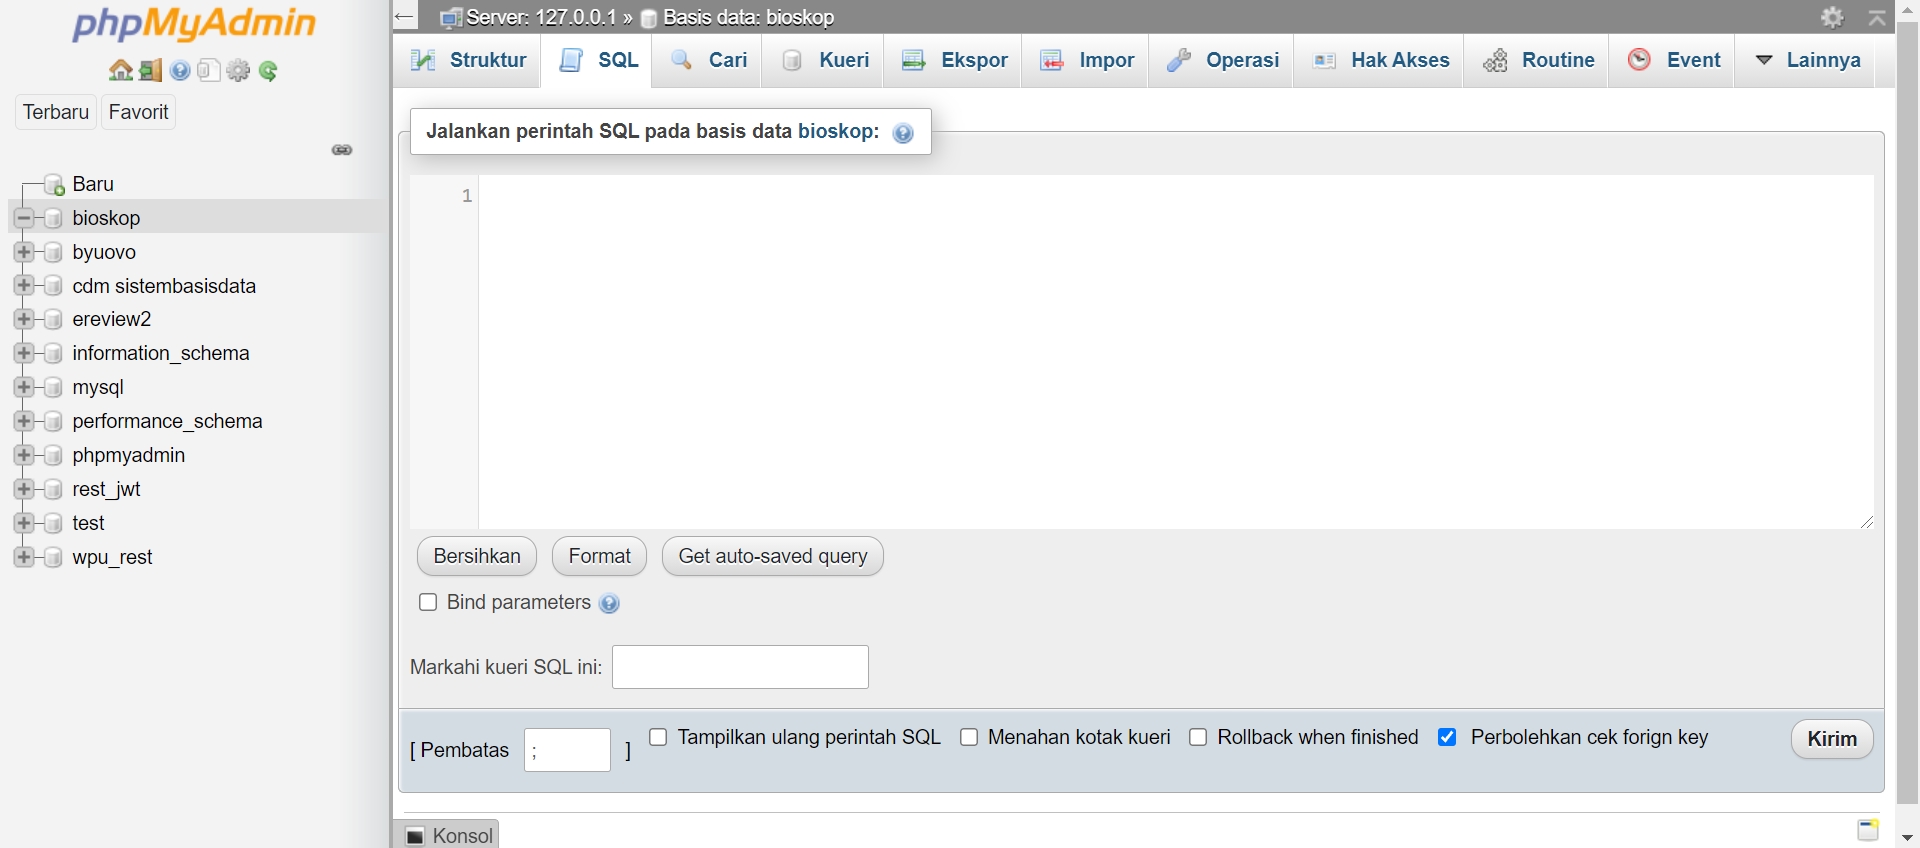 phpMyAdmin
Terbaru Favorit
Baru
bioskop
byuovo
cdm sistembasisdata
ereview2
information_schema
mysql
performance_schema
phpmyadmin
rest_jwt
test
wpu_rest
Server: 127.0.0.1 » Basis data: bioskop
Struktur SQL Cari Kueri Ekspor Impor Operasi Hak Akses Routine Event Lainnya
Jalankan perintah SQL pada basis data bioskop:
1
Bersihkan Format Get auto-saved query
Bind parameters
Markahi kueri SQL ini:
[ Pembatas ; ] Tampilkan ulang perintah SQL Menahan kotak kueri Rollback when finished Perbolehkan cek forign key Kirim
Konsol